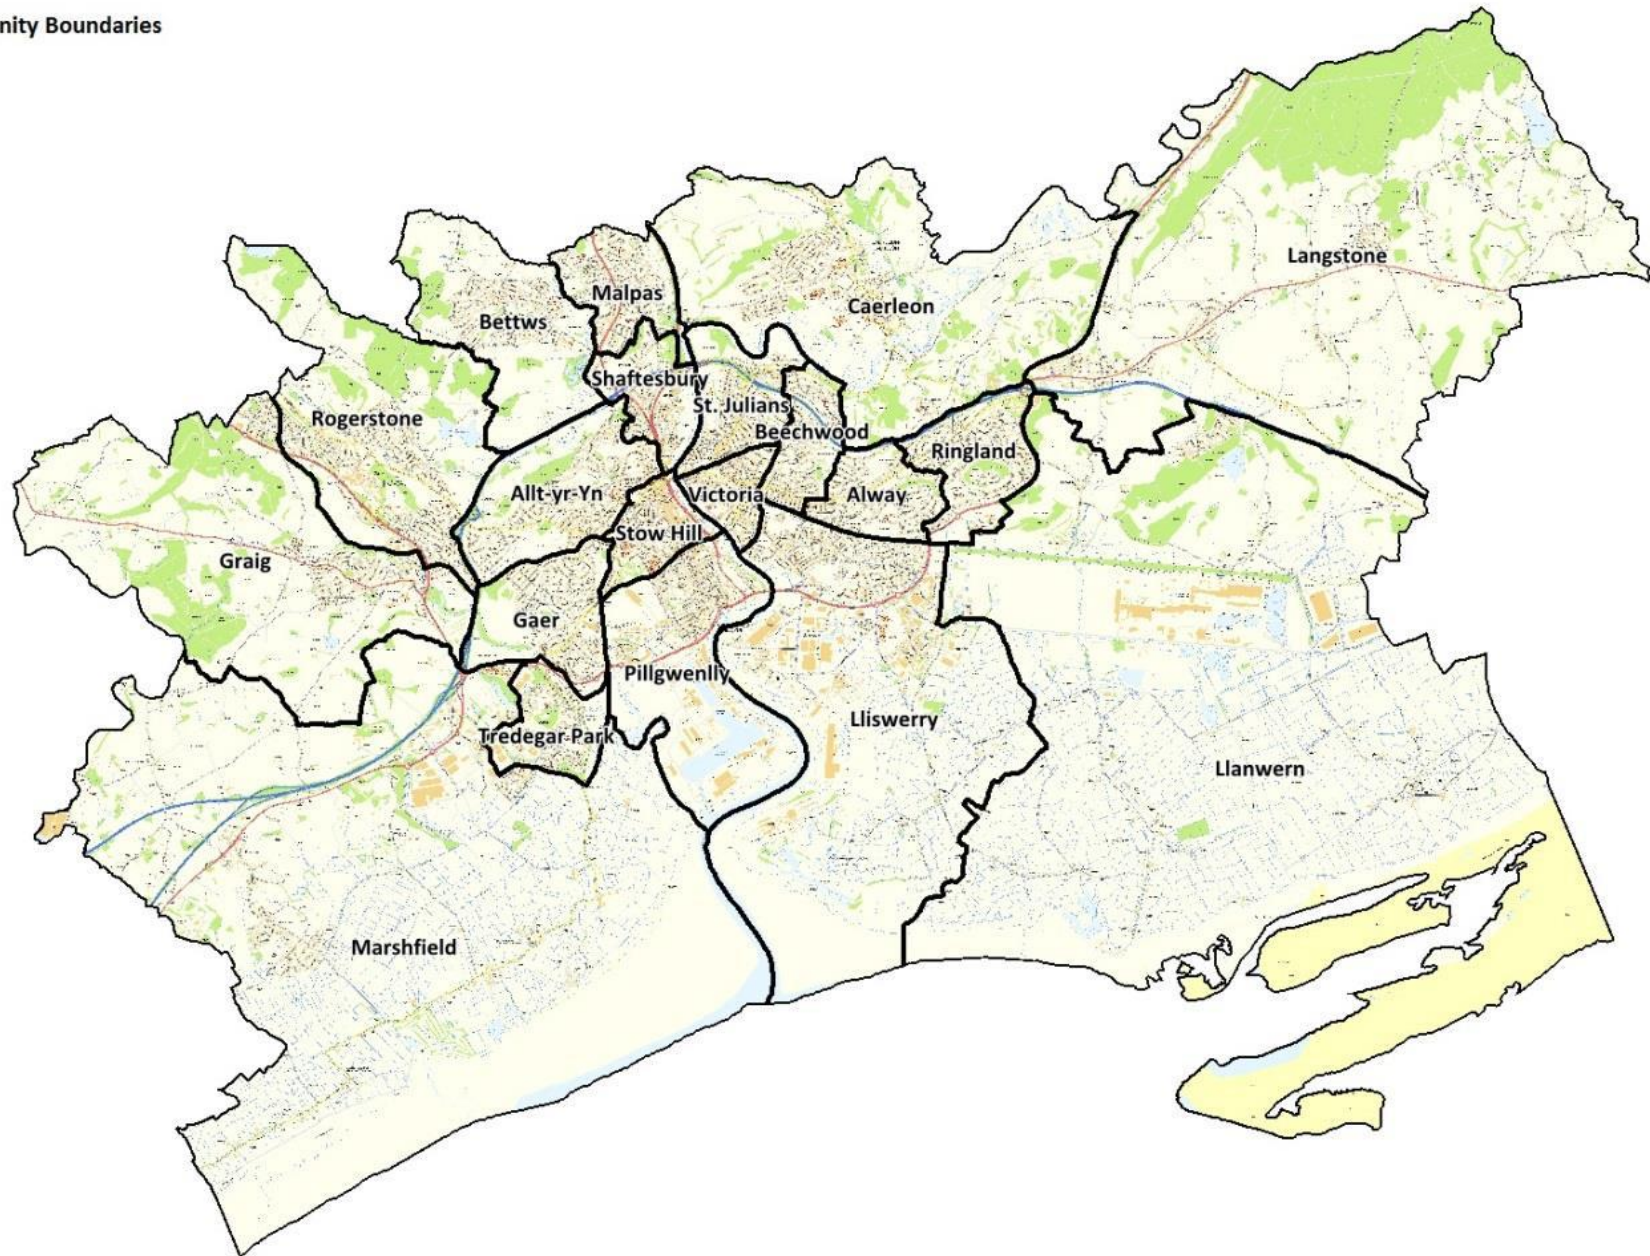 nity Boundaries
Langstone
Malpas
Caerleon
Bettws
Shaftesbury
St. Julians
Rogerstone
Beechwood
Ringland
Allt-yr-Yn
Victoria
Alway
Stow Hill
Graig
Gaer
Pillgwenlly
Lliswerry
Tredegar Park
Llanwern
Marshfield